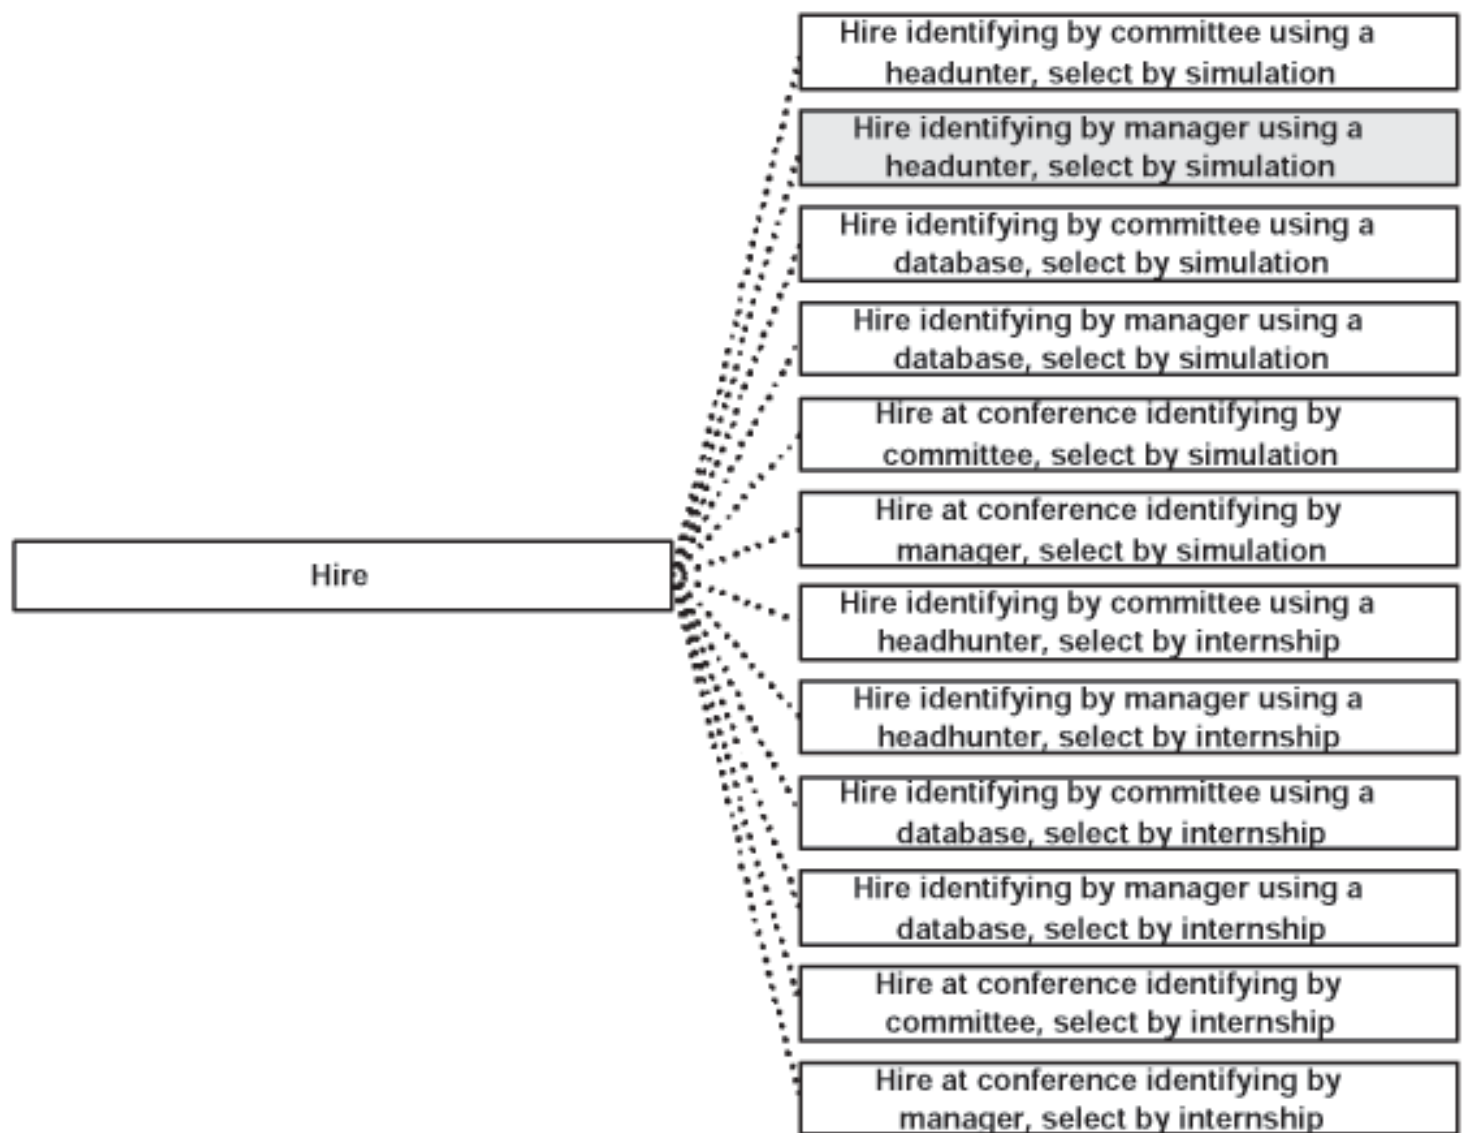 Hire identifying by committee using a
headunter, select by simulation
Hire identifying by manager using a
headunter, select by simulation
Hire identifying by committee using a
database, select by simulation
Hire identifying by manager using a
database, select by simulation
Hire at conference identifying by
committee, select by simulation
Hire at conference identifying by
manager, select by simulation
Hire
Hire identifying by committee using a
headhunter, select by internship
Hire identifying by manager using a
headhunter, select by internship
Hire identifying by committee using a
database, select by internship
Hire identifying by manager using a
database, select by internship
Hire at conference identifying by
committee, select by internship
Hire at conference identifying by
manager, select by internship